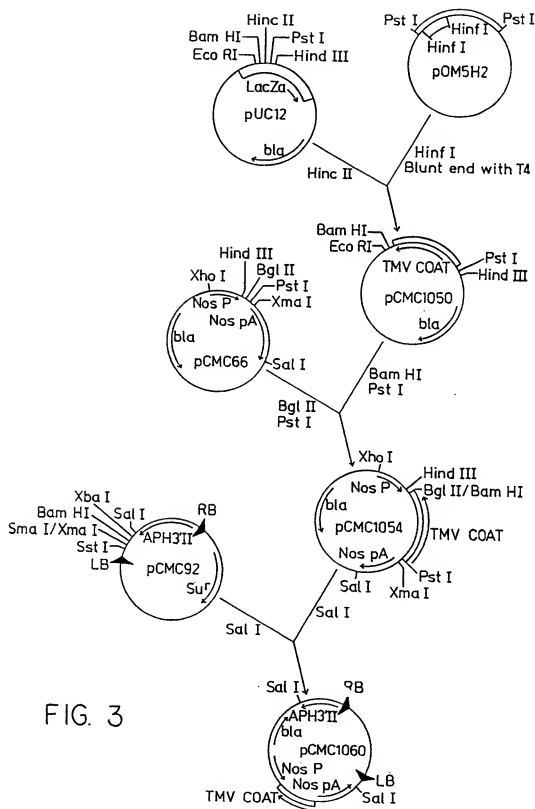 Hinc II
Bam HI
Pst I
Eco RI
Hind III
LacZa
pUC12
bla
Pst I
Pst I
Hinf I
Hinf I
pOM5H2
Hinc II
Hinf I
Blunt end with T4
Bam HI
Eco RI
TMV COAT
Pst I
Hind III
pCMC1050
bla
Hind III
Xho I
Bgl II
Pst I
Xma I
Nos P
Nos pA
bla
pCMC66
Sal I
Bgl II
Pst I
Bam HI
Pst I
Xho I
Nos P
Hind III
Bgl II/Bam HI
bla
pCMC1054
TMV COAT
Nos pA
Pst I
Xma I
Sal I
Xba I
Sal I
RB
Bam HI
Sma I/Xma I
Sst I
LB
APH3'II
pCMC92
Suʳ
Sal I
Sal I
FIG. 3
Sal I
RB
APH3'II
bla
pCMC1060
Nos P
Nos pA
LB
Sal I
TMV COAT